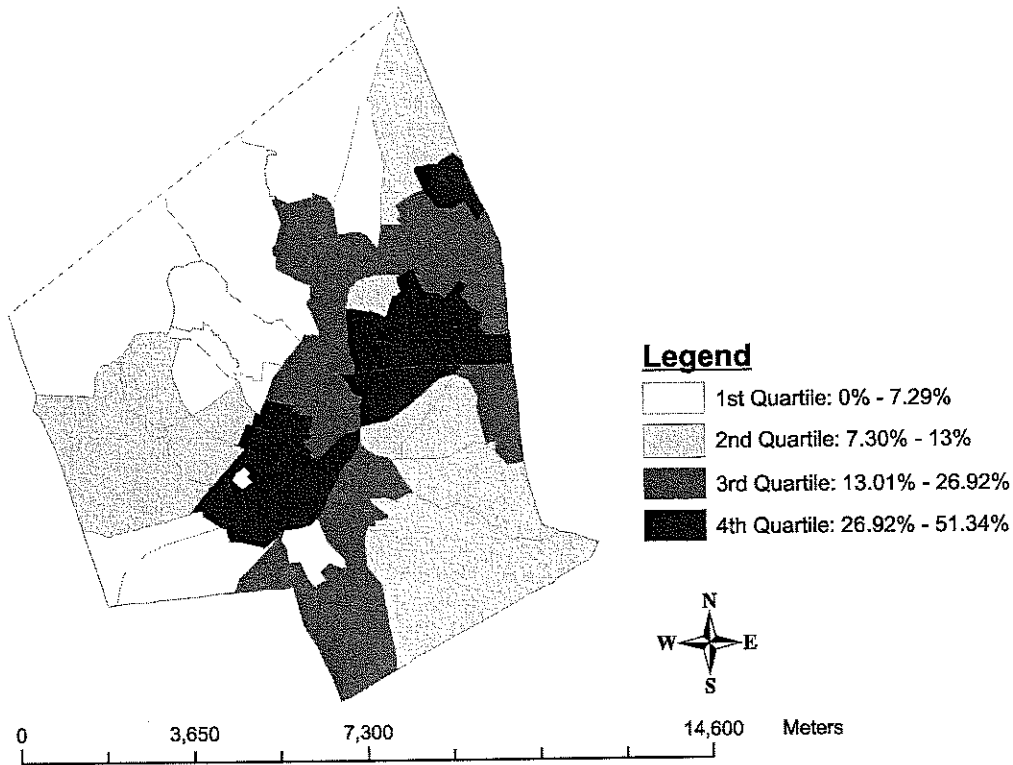 Legend
1st Quartile: 0% - 7.29%
2nd Quartile: 7.30% - 13%
3rd Quartile: 13.01% - 26.92%
4th Quartile: 26.92% - 51.34%
N
W E
S
0 3,650 7,300 14,600 Meters